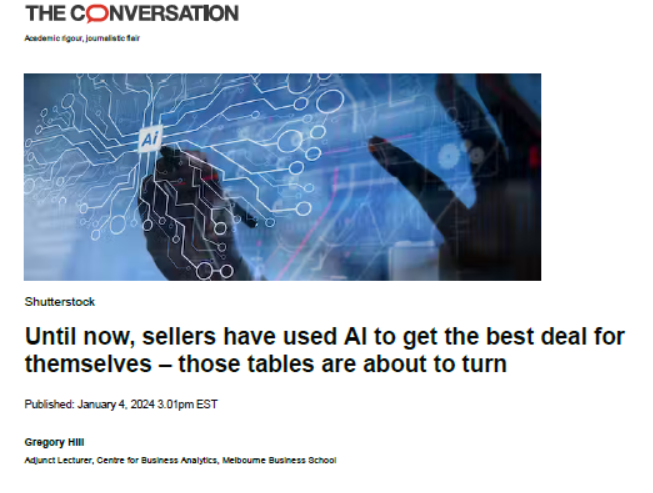 THE CONVERSATION
Academic rigour, journalistic flair
Ai
Shutterstock
Until now, sellers have used AI to get the best deal for
themselves – those tables are about to turn
Published: January 4, 2024 3.01pm EST
Gregory Hill
Adjunct Lecturer, Centre for Business Analytics, Melbourne Business School